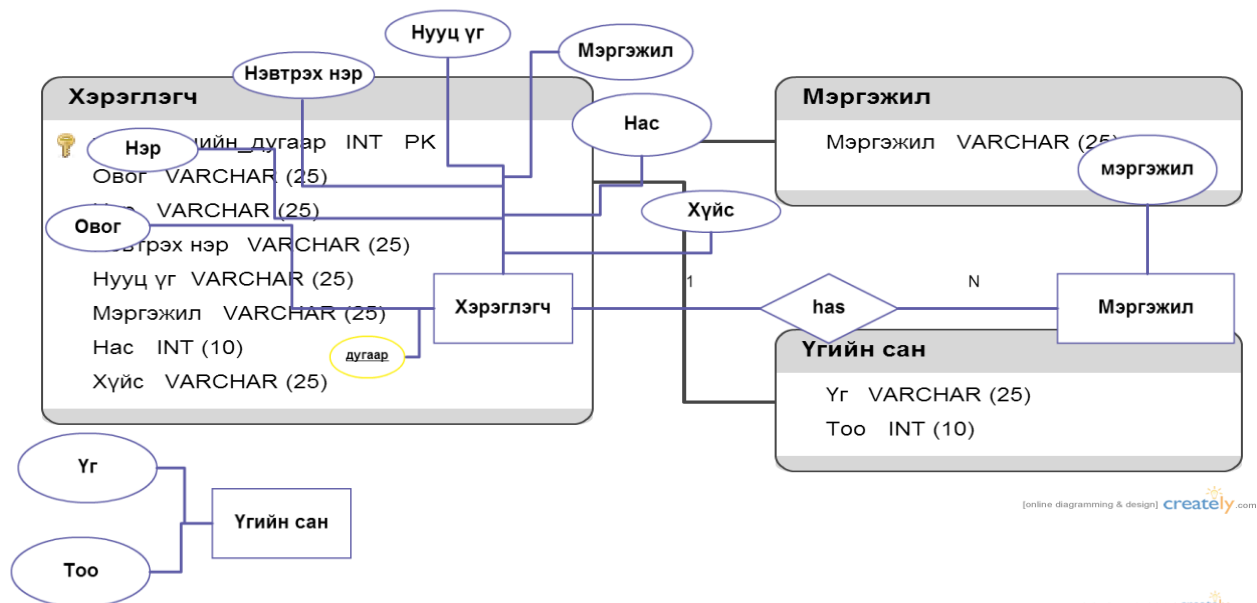 Нууц үг
Мэргэжил
Нэвтрэх нэр
Хэрэглэгч
Нас
Мэргэжил
Нэр
INT PK
Мэргэжил VARCHAR (25)
мэргэжил
Овог VARCHAR (25)
VARCHAR (25)
Хүйс
Овог
нэр VARCHAR (25)
Нууц үг VARCHAR (25)
Хэрэглэгч
1
has
N
Мэргэжил
Мэргэжил VARCHAR (25)
Нас INT (10)
дугаар
Хүйс VARCHAR (25)
Үгийн сан
Үг VARCHAR (25)
Тоо INT (10)
Үг
Үгийн сан
Тоо
[online diagramming & design] creately.com